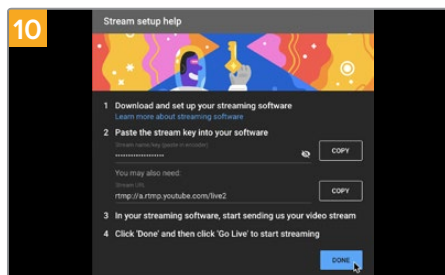 10
Stream setup help
1 Download and set up your streaming software
Learn more about streaming software
2 Paste the stream key into your software
Stream name/key (paste in encoder)
••••••••••••••••••••
COPY
You may also need:
Stream URL
rtmp://a.rtmp.youtube.com/live2
COPY
3 In your streaming software, start sending us your video stream
4 Click 'Done' and then click 'Go Live' to start streaming
DONE